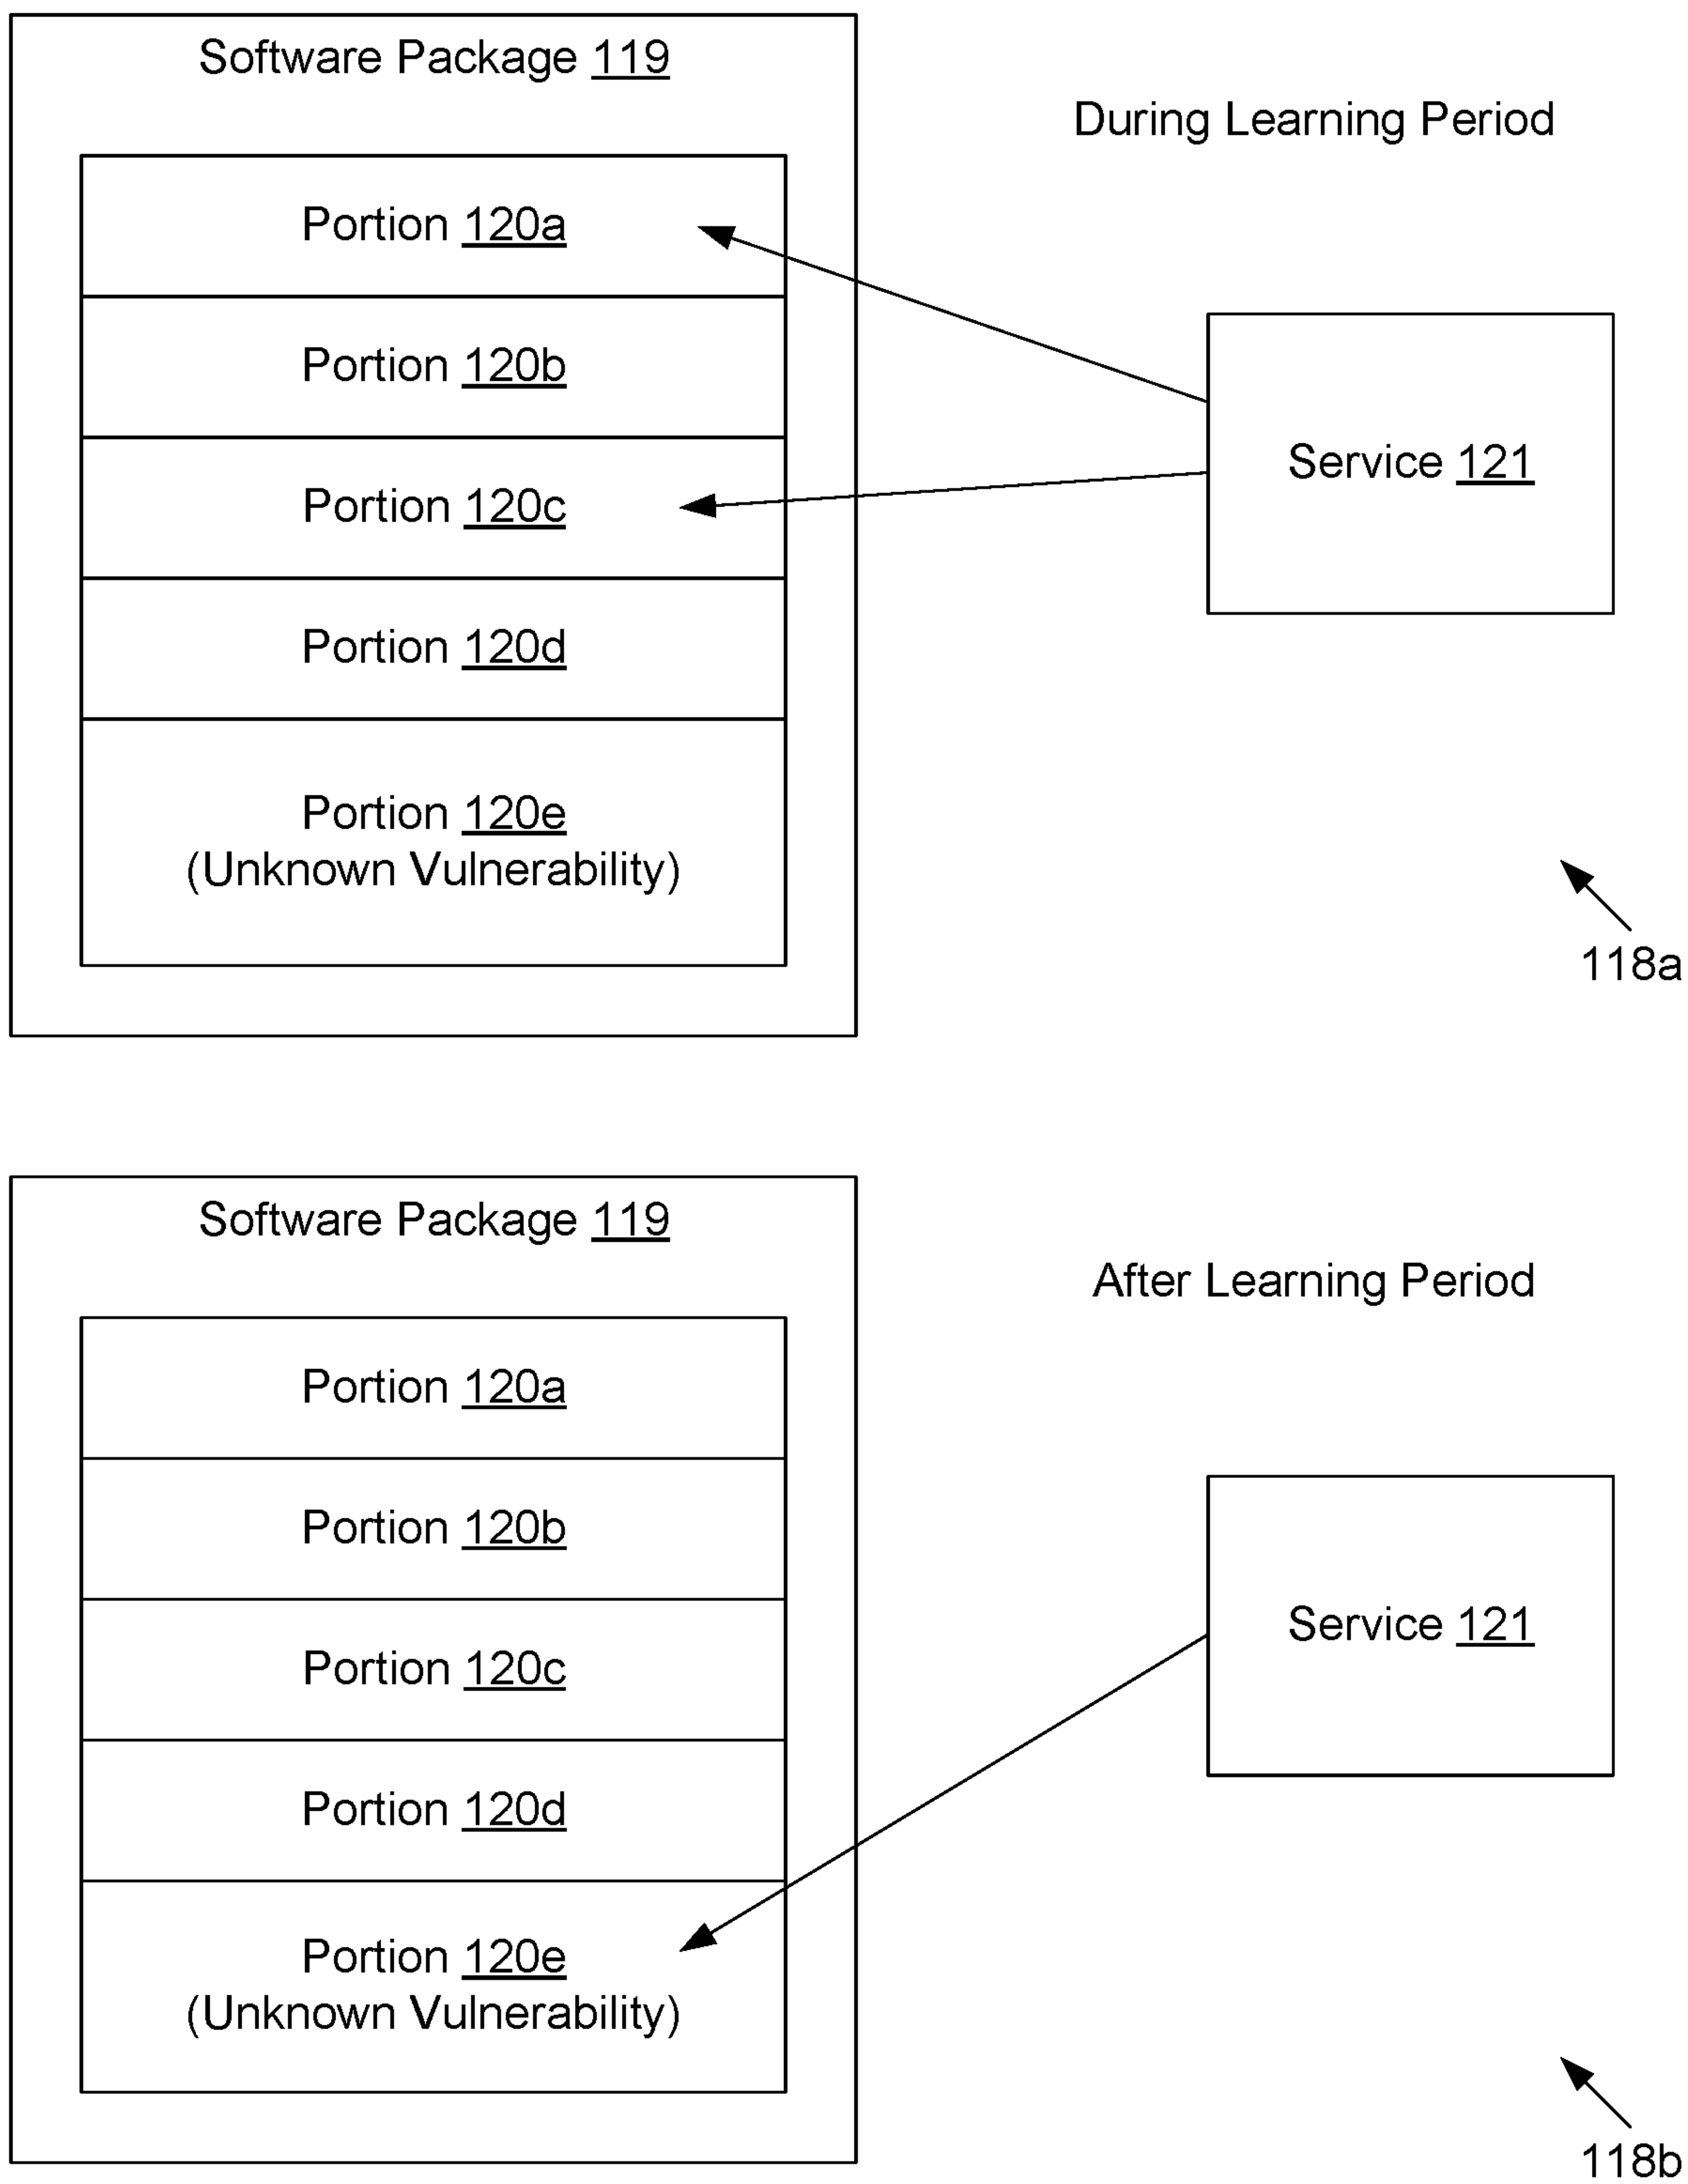 Software Package 119
During Learning Period
Portion 120a
Portion 120b
Service 121
Portion 120c
Portion 120d
Portion 120e
(Unknown Vulnerability)
118a
Software Package 119
After Learning Period
Portion 120a
Portion 120b
Service 121
Portion 120c
Portion 120d
Portion 120e
(Unknown Vulnerability)
118b